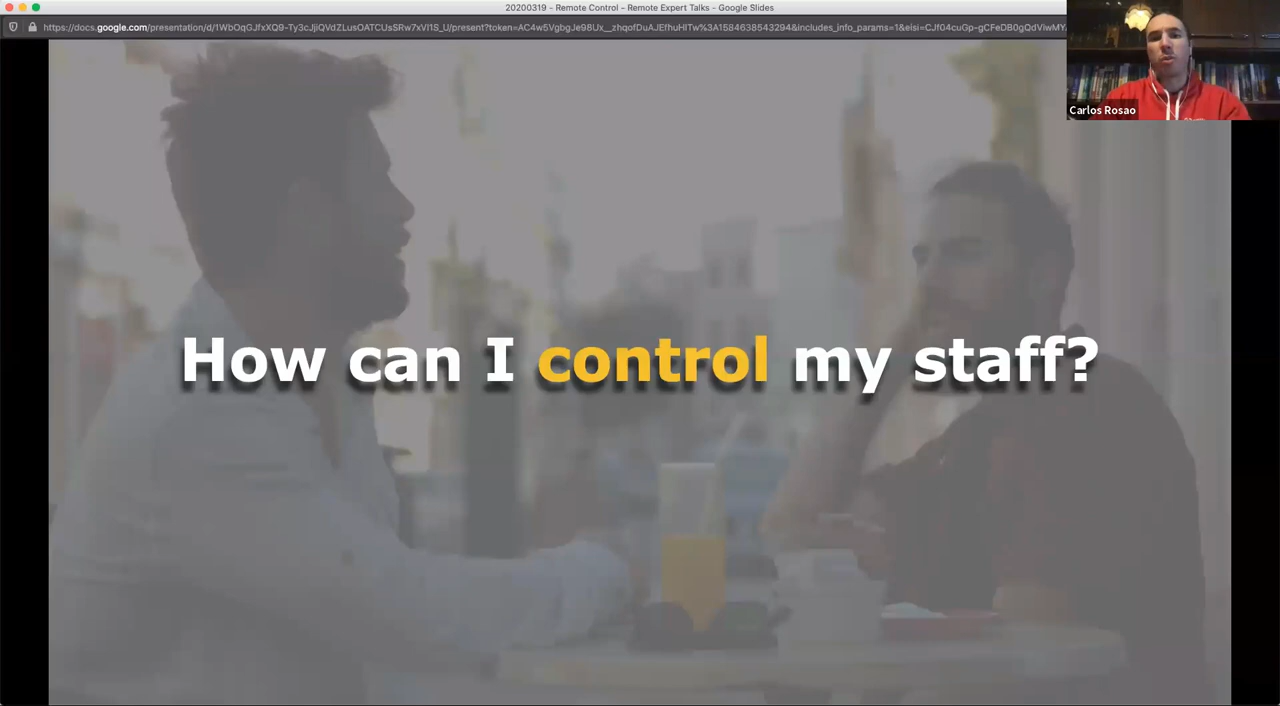 20200319 - Remote Control – Remote Expert Talks - Google Slides
Carlos Rosao
How can I control my staff?